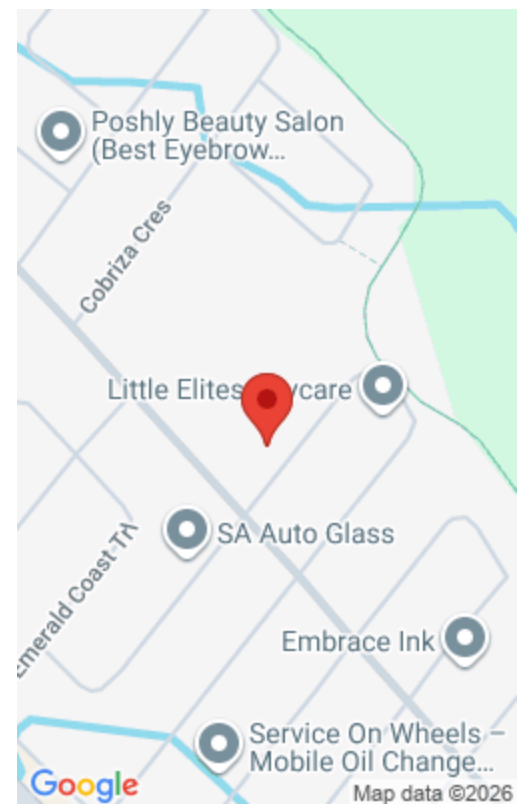 Poshly Beauty Salon
(Best Eyebrow...
Cobriza Cres
Little Elites
ycare
SA Auto Glass
Emerald Coast Trl
Embrace Ink
Service On Wheels –
Mobile Oil Change...
Google
Map data ©2026